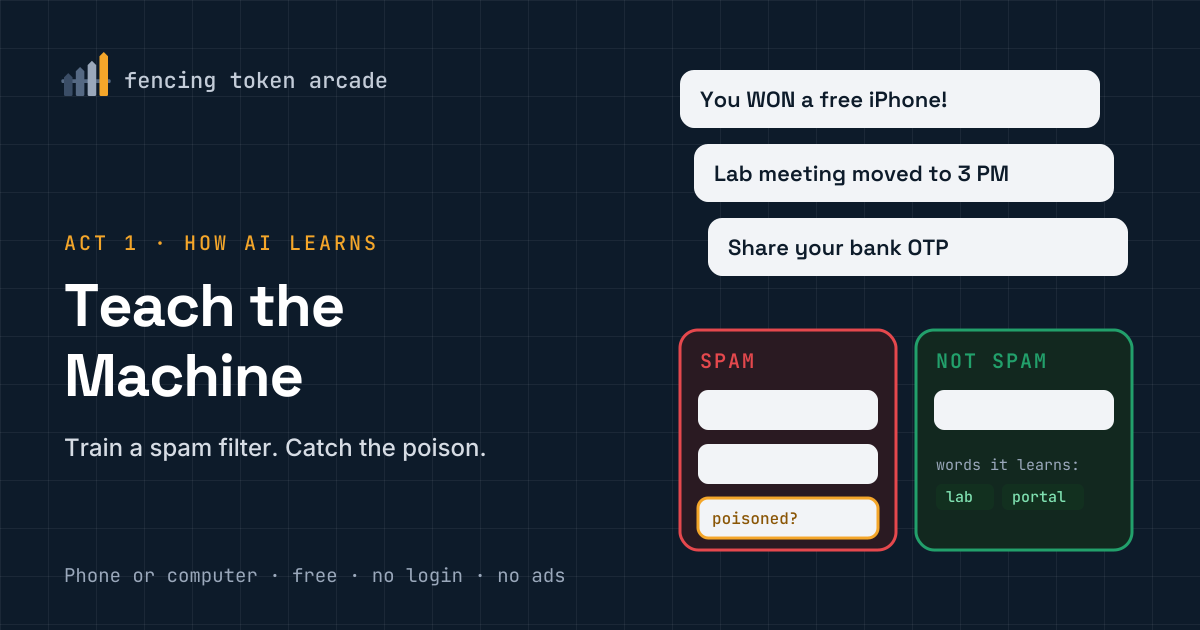 fencing token arcade
ACT 1 · HOW AI LEARNS
Teach the
Machine
Train a spam filter. Catch the poison.
Phone or computer · free · no login · no ads
You WON a free iPhone!
Lab meeting moved to 3 PM
Share your bank OTP
SPAM
poisoned?
NOT SPAM
words it learns:
lab portal